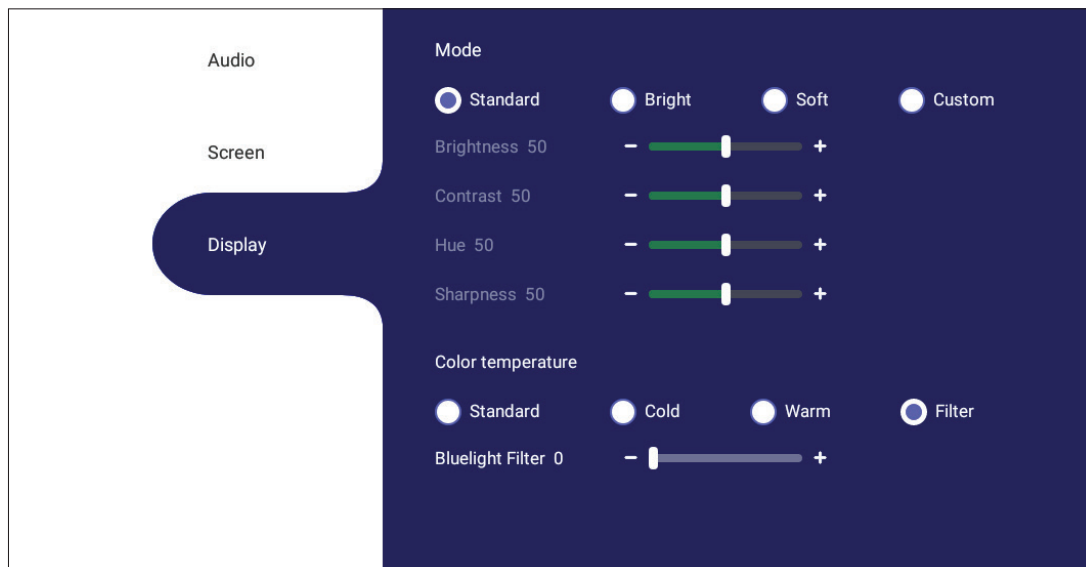 Audio
Screen
Display
Mode
Standard Bright Soft Custom
Brightness 50 - +
Contrast 50 - +
Hue 50 - +
Sharpness 50 - +
Color temperature
Standard Cold Warm Filter
Bluelight Filter 0 - +